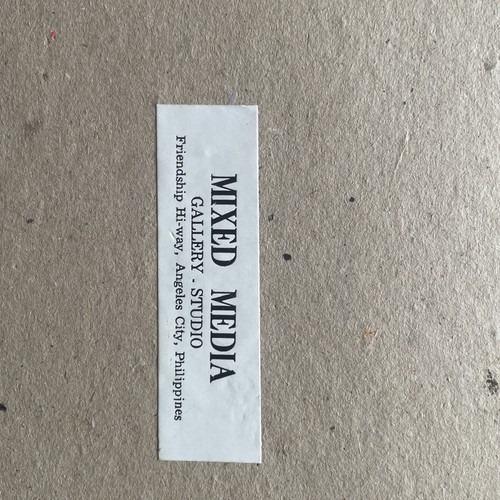 MIXED MEDIA
GALLERY - STUDIO
Friendship Hi-way, Angeles City, Philippines